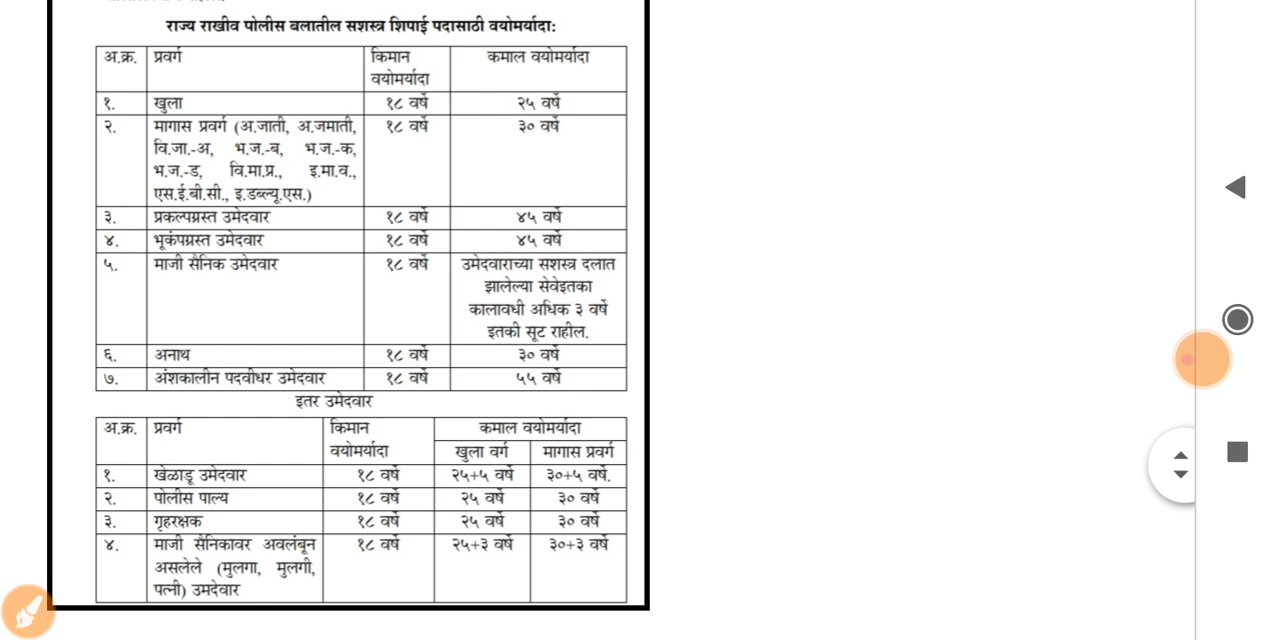 राज्य राखीव पोलीस बलातील सशस्त्र शिपाई पदासाठी वयोमर्यादा:
अ.क्र. प्रवर्ग किमान वयोमर्यादा कमाल वयोमर्यादा
१. खुला १८ वर्षे २५ वर्षे
२. मागास प्रवर्ग (अ.जाती, अ.जमाती, १८ वर्षे ३० वर्षे
वि.जा.-अ, भ.ज.-ब, भ.ज.-क,
भ.ज.-ड, वि.मा.प्र., इ.मा.व.,
एस.ई.बी.सी., इ.डब्ल्यू.एस.)
३. प्रकल्पग्रस्त उमेदवार १८ वर्षे ४५ वर्षे
४. भूकंपग्रस्त उमेदवार १८ वर्षे ४५ वर्षे
५. माजी सैनिक उमेदवार १८ वर्षे उमेदवाराच्या सशस्त्र दलात
झालेल्या सेवेइतका
कालावधी अधिक ३ वर्षे
इतकी सूट राहील.
६. अनाथ १८ वर्षे ३० वर्षे
७. अंशकालीन पदवीधर उमेदवार १८ वर्षे ५५ वर्षे
इतर उमेदवार
अ.क्र. प्रवर्ग किमान वयोमर्यादा कमाल वयोमर्यादा
खुला वर्ग मागास प्रवर्ग
१. खेळाडू उमेदवार १८ वर्षे २५+५ वर्षे ३०+५ वर्षे.
२. पोलीस पाल्य १८ वर्षे २५ वर्षे ३० वर्षे
३. गृहरक्षक १८ वर्षे २५ वर्षे ३० वर्षे
४. माजी सैनिकावर अवलंबून १८ वर्षे २५+३ वर्षे ३०+३ वर्षे
असलेले (मुलगा, मुलगी,
पत्नी) उमदेवार